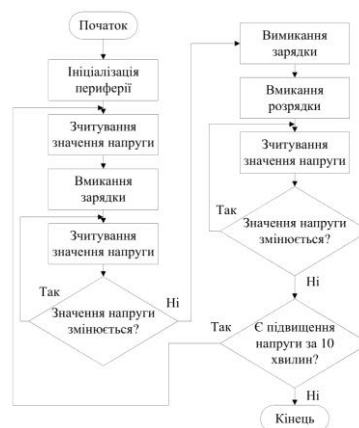 Початок
Ініціалізація
периферії
Зчитування
значення напруги
Вмикання
зарядки
Зчитування
значення напруги
Так
Ні
Значення напруги
змінюється?
Вимикання
зарядки
Вмикання
розрядки
Зчитування
значення напруги
Так
Значення напруги
змінюється?
Ні
Так
Є підвищення
напруги за 10
хвилин?
Ні
Кінець